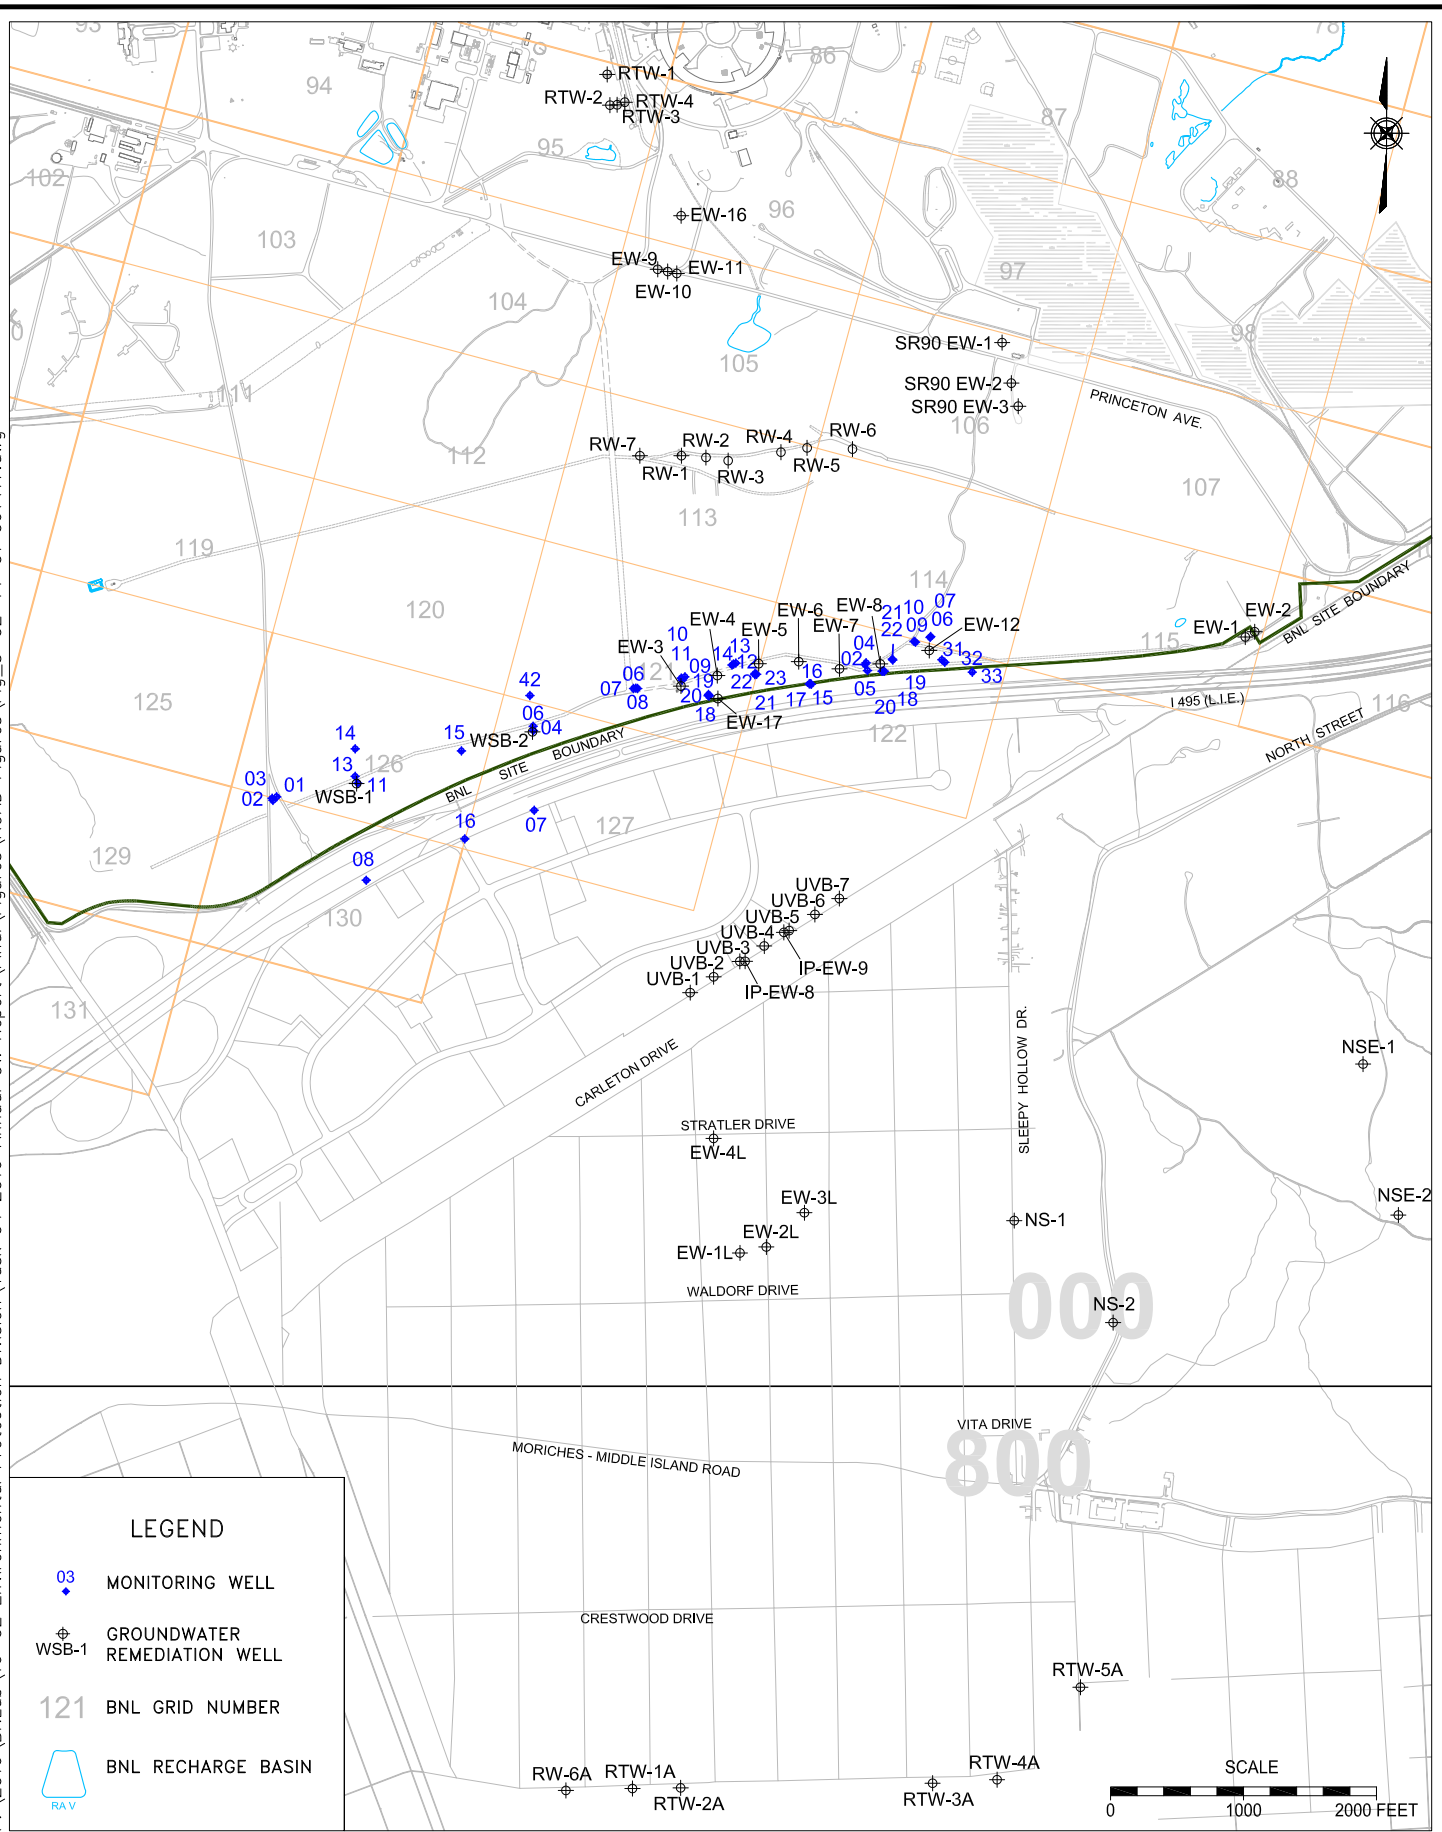 93
78
86
94
RTW-1
RTW-2
RTW-4
RTW-3
87
95
102
88
96
EW-16
103
EW-9
EW-11
EW-10
97
104
98
SR90 EW-1
105
SR90 EW-2
111
PRINCETON AVE.
SR90 EW-3
106
RW-7
RW-2
RW-4
RW-6
112
RW-1
RW-3
RW-5
107
113
119
114
120
EW-6
EW-8
21
10
07
EW-2
BNL SITE BOUNDARY
EW-4
EW-5
EW-7
22
09
06
EW-1
EW-12
115
10
EW-3
11
09
14
13
12
04
02
31
32
06
07
08
19
20
22
23
16
05
19
33
42
18
21
17
15
20
18
I 495 (L.I.E.)
116
125
EW-17
06
04
122
NORTH STREET
14
15
WSB-2
BNL SITE BOUNDARY
13
126
03
01
11
02
WSB-1
07
127
16
129
08
130
UVB-7
UVB-6
UVB-5
UVB-4
UVB-3
UVB-2
IP-EW-9
UVB-1
IP-EW-8
131
SLEEPY HOLLOW DR.
NSE-1
CARLETON DRIVE
STRATLER DRIVE
EW-4L
EW-3L
NSE-2
NS-1
EW-2L
EW-1L
WALDORF DRIVE
000
NS-2
VITA DRIVE
MORICHES - MIDDLE ISLAND ROAD
800
LEGEND
03
MONITORING WELL
WSB-1
GROUNDWATER
REMEDIATION WELL
121
BNL GRID NUMBER
BNL RECHARGE BASIN
RA V
CRESTWOOD DRIVE
RTW-5A
RW-6A
RTW-1A
RTW-2A
RTW-4A
RTW-3A
SCALE
0
1000
2000 FEET